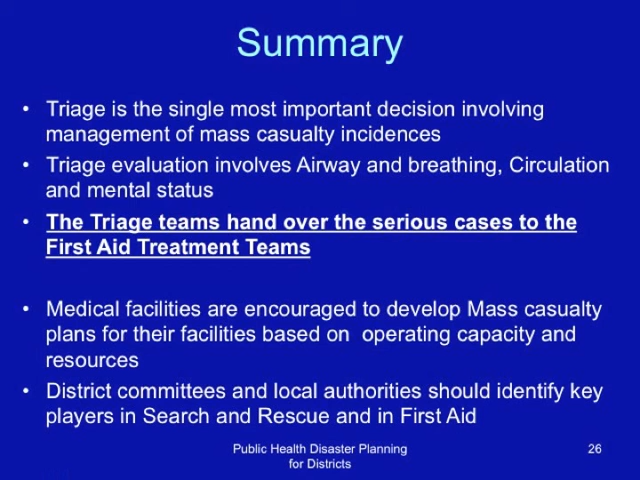 Summary
• Triage is the single most important decision involving
management of mass casualty incidences
• Triage evaluation involves Airway and breathing, Circulation
and mental status
• The Triage teams hand over the serious cases to the
First Aid Treatment Teams
• Medical facilities are encouraged to develop Mass casualty
plans for their facilities based on  operating capacity and
resources
• District committees and local authorities should identify key
players in Search and Rescue and in First Aid
Public Health Disaster Planning
for Districts
26